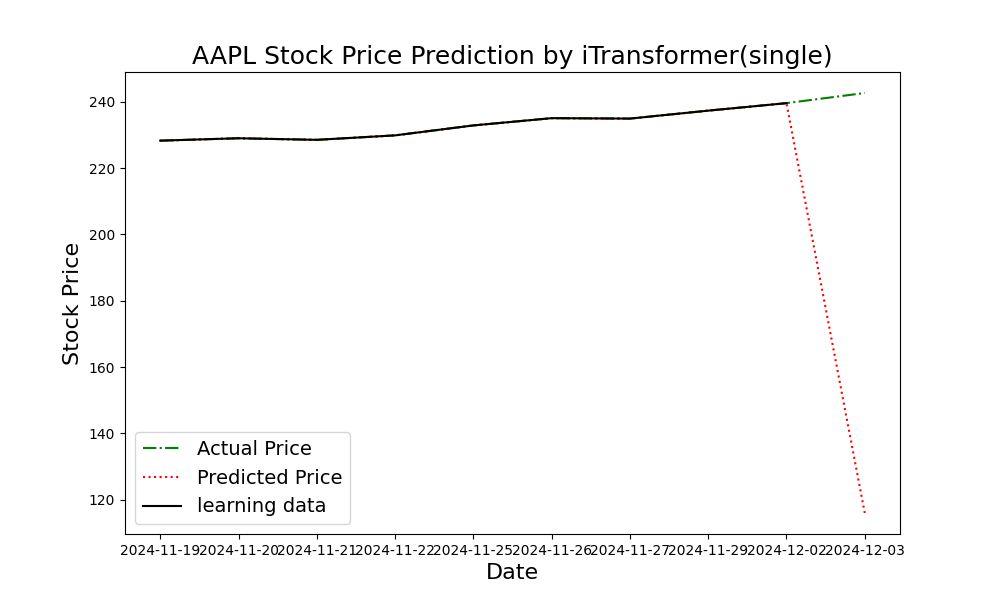 AAPL Stock Price Prediction by iTransformer(single)
240
220
200
180
160
140
120
Stock Price
Actual Price
Predicted Price
learning data
2024-11-19 2024-11-20 2024-11-21 2024-11-22 2024-11-25 2024-11-26 2024-11-27 2024-11-29 2024-12-02 2024-12-03
Date